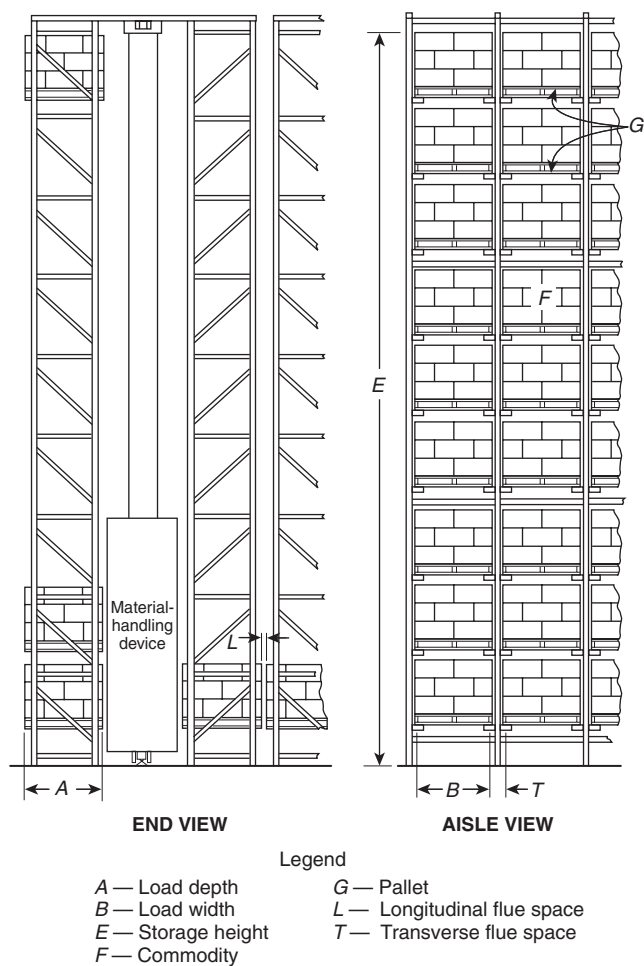 G
F
E
Material-
handling
device
L
A
B
T
END VIEW
AISLE VIEW
Legend
A — Load depth
B — Load width
E — Storage height
F — Commodity
G — Pallet
L — Longitudinal flue space
T — Transverse flue space